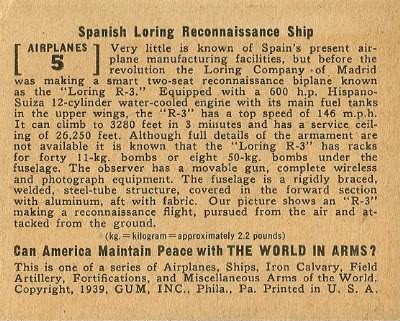 Spanish Loring Reconnaissance Ship
[AIRPLANES 5] Very little is known of Spain's present air-
plane manufacturing facilities, but before the
revolution the Loring Company of Madrid
was making a smart two-seat reconnaissance biplane known
as the "Loring R-3." Equipped with a 600 h.p. Hispano-
Suiza 12-cylinder water-cooled engine with its main fuel tanks
in the upper wings, the "R-3" has a top speed of 146 m.p.h.
It can climb to 3280 feet in 3 minutes and has a service ceil-
ing of 26,250 feet. Although full details of the armament are
not available it is known that the "Loring R-3" has racks
for forty 11-kg. bombs or eight 50-kg. bombs under the
fuselage. The observer has a movable gun, complete wireless
and photograph equipment. The fuselage is a rigidly braced,
welded, steel-tube structure, covered in the forward section
with aluminum, aft with fabric. Our picture shows an "R-3"
making a reconnaissance flight, pursued from the air and at-
tacked from the ground.
(kg.=kilogram=approximately 2.2 pounds)
Can America Maintain Peace with THE WORLD IN ARMS?
This is one of a series of Airplanes, Ships, Iron Calvary, Field
Artillery, Fortifications, and Miscellaneous Arms of the World.
Copyright, 1939, GUM, INC., Phila., Pa. Printed in U. S. A.